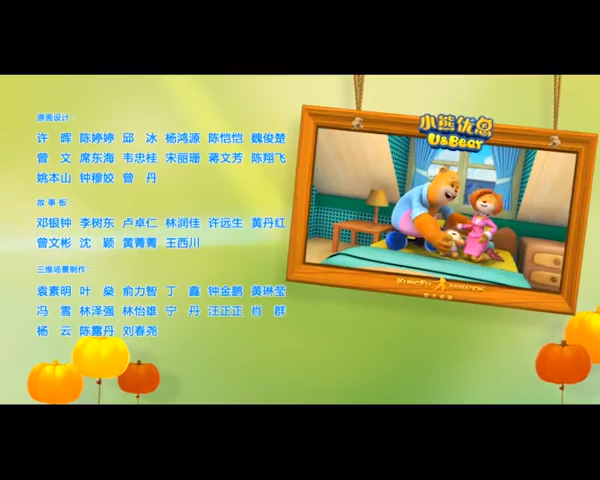 原画设计：
许　晖 陈婷婷 邱　冰 杨鸿源 陈恺恺 魏俊楚
曾　文 席东海 韦忠桂 宋丽珊 蒋文芳 陈翔飞
姚本山 钟穆姣 曾　丹
故 事 板：
邓银钟 李树东 卢卓仁 林润佳 许远生 黄丹红
曾文彬 沈　颖 黄菁菁 王西川
三维场景制作：
袁素明 叶　燊 俞力智 丁　鑫 钟金鹏 黄琳莹
冯　雪 林泽强 林怡雄 宁　丹 汪正正 肖　群
杨　云 陈露丹 刘春尧
小熊优恩
U&Bear
KUNGFU ANIMATION